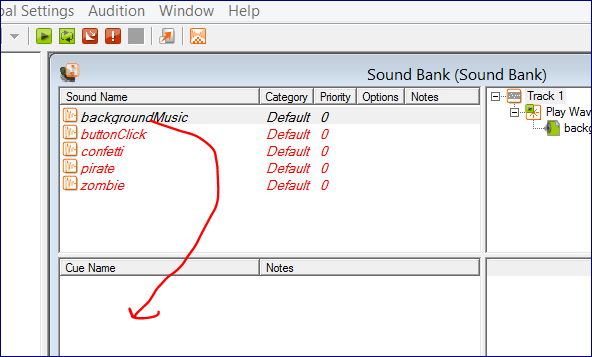 bal Settings Audition Window Help
Sound Bank (Sound Bank)
Sound Name Category Priority Options Notes
backgroundMusic Default 0
buttonClick Default 0
confetti Default 0
pirate Default 0
zombie Default 0
Track 1
Play Wave
backg
Cue Name Notes